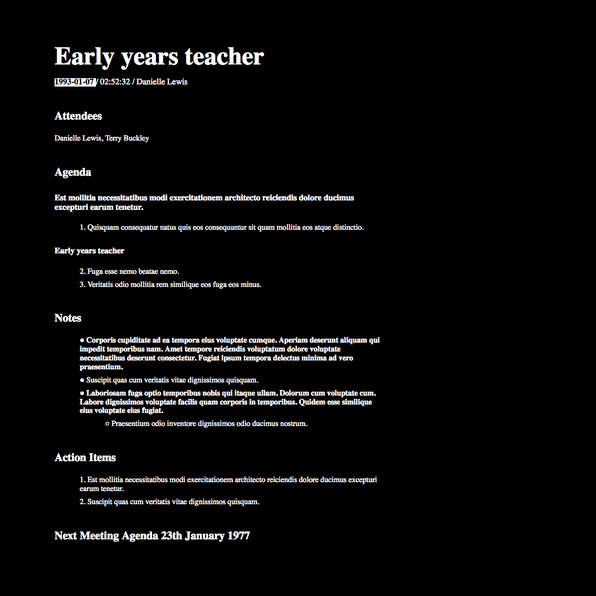 Early years teacher
1993-01-07 / 02:52:32 / Danielle Lewis
Attendees
Danielle Lewis, Terry Buckley
Agenda
Est mollitia necessitatibus modi exercitationem architecto reiciendis dolore ducimus
excepturi earum tenetur.
1. Quisquam consequatur natus quis eos consequuntur sit quam mollitia eos atque distinctio.
Early years teacher
2. Fuga esse nemo beatae nemo.
3. Veritatis odio mollitia rem similique eos fuga eos minus.
Notes
● Corporis cupiditate ad ea tempora eius voluptate cumque. Aperiam deserunt aliquam qui
impedit temporibus nam. Amet tempore reiciendis voluptatum dolore voluptate
necessitatibus deserunt consectetur. Fugiat ipsum tempora delectus minima ad vero
praesentium.
● Suscipit quas cum veritatis vitae dignissimos quisquam.
● Laboriosam fuga optio temporibus nobis qui itaque ullam. Dolorum cum voluptate cum.
Labore dignissimos voluptate facilis quam corporis in temporibus. Quidem esse similique
eius voluptate eius fugiat.
○ Praesentium odio inventore dignissimos odio ducimus nostrum.
Action Items
1. Est mollitia necessitatibus modi exercitationem architecto reiciendis dolore ducimus excepturi
earum tenetur.
2. Suscipit quas cum veritatis vitae dignissimos quisquam.
Next Meeting Agenda 23th January 1977